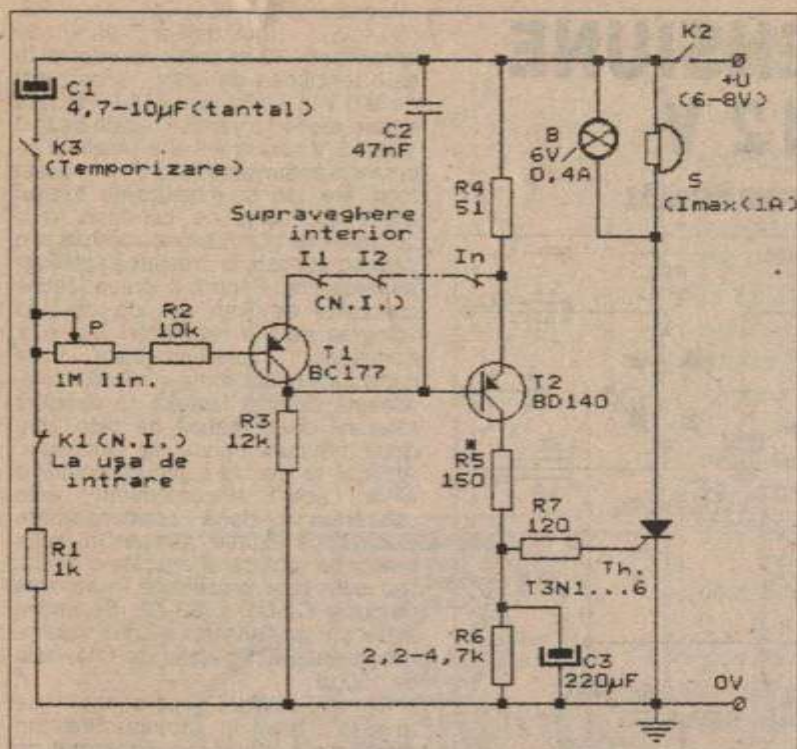 K2
+U
(6-8V)
C1
4,7-10µF(tantal)
K3
(Temporizare)
C2
47nF
B
6V/
0,4A
S
(Imax<1A)
R4
51
Supraveghere
interior
I1 I2 In
(N.I.)
P
1M lin.
R2
10k
T1
BC177
T2
BD140
R3
12k
K1(N.I.)
La uşa de
intrare
*
R5
150
R7
120
R1
1k
Th.
T3N1...6
R6
2,2-4,7k
C3
220µF
0V